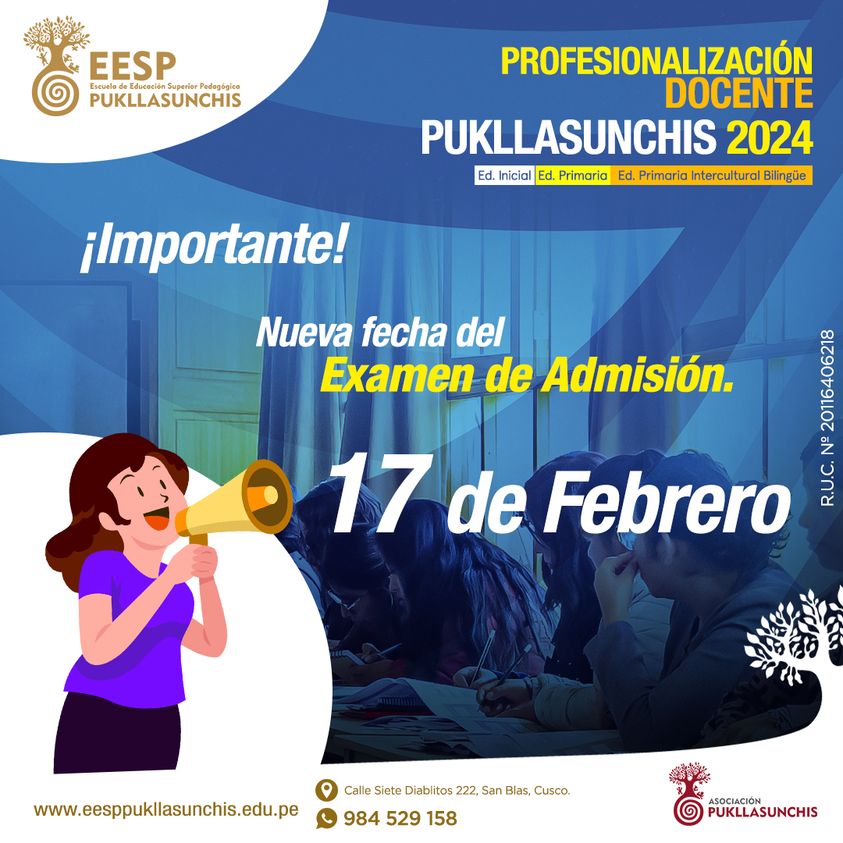 EESP
Escuela de Educación Superior Pedagógica
PUKLLASUNCHIS
PROFESIONALIZACIÓN
DOCENTE
PUKLLASUNCHIS 2024
Ed. Inicial Ed. Primaria Ed. Primaria Intercultural Bilingüe
¡Importante!
Nueva fecha del
Examen de Admisión.
17 de Febrero
R.U.C. Nº 20116406218
www.eesppukllasunchis.edu.pe
Calle Siete Diablitos 222, San Blas, Cusco.
984 529 158
ASOCIACIÓN
PUKLLASUNCHIS